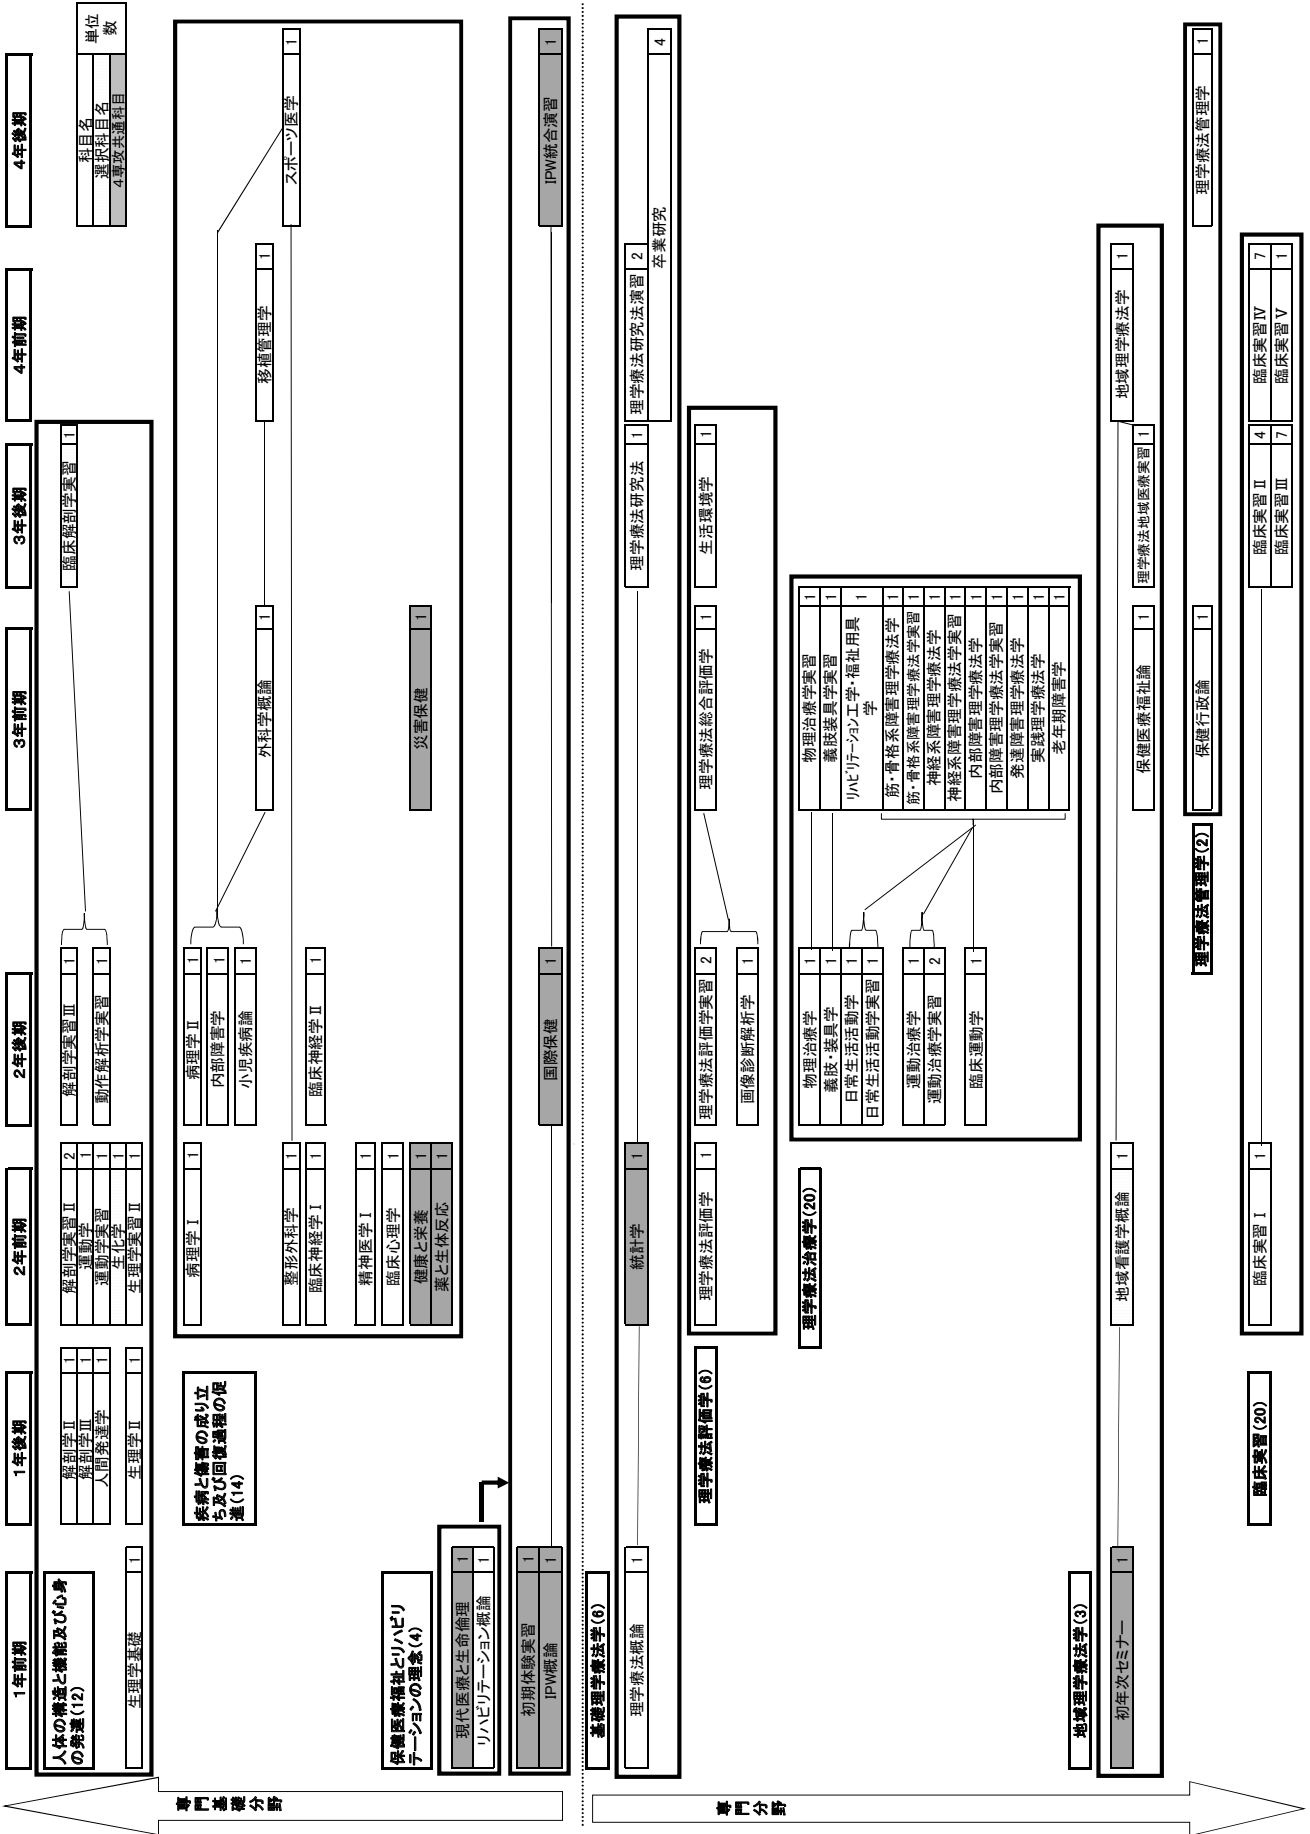 1年前期
1年後期
2年前期
2年後期
3年前期
3年後期
4年前期
4年後期
科目名
選択科目名
4専攻共通科目
単位
数
専門基礎分野
人体の構造と機能及び心身
の発達(12)
生理学基礎 1
解剖学Ⅱ 1
解剖学Ⅲ 1
人間発達学 1
生理学Ⅱ 1
解剖学実習Ⅱ 2
運動学 1
運動学実習 1
生化学 1
生理学実習Ⅱ 1
解剖学実習Ⅲ 1
動作解析学実習 1
臨床解剖学実習 1
疾病と傷害の成り立
ち及び回復過程の促
進(14)
病理学Ⅰ 1
整形外科学 1
臨床神経学Ⅰ 1
精神医学Ⅰ 1
臨床心理学 1
健康と栄養 1
薬と生体反応 1
病理学Ⅱ 1
内部障害学 1
小児疾病論 1
臨床神経学Ⅱ 1
外科学概論 1
災害保健 1
移植管理学 1
スポーツ医学 1
保健医療福祉とリハビリ
テーションの理念(4)
現代医療と生命倫理 1
リハビリテーション概論 1
初期体験実習 1
IPW概論 1
国際保健 1
IPW統合演習 1
専門分野
基礎理学療法学(6)
理学療法概論 1
統計学 1
理学療法研究法 1
理学療法研究法演習 2
卒業研究 4
理学療法評価学(6)
理学療法評価学 1
理学療法評価学実習 2
画像診断解析学 1
理学療法総合評価学 1
生活環境学 1
理学療法治療学(20)
物理治療学 1
義肢・装具学 1
日常生活活動学 1
日常生活活動学実習 1
運動治療学 1
運動治療学実習 2
臨床運動学 1
物理治療学実習 1
義肢装具学実習 1
リハビリテーション工学・福祉用具
学 1
筋・骨格系障害理学療法学 1
筋・骨格系障害理学療法学実習 1
神経系障害理学療法学 1
神経系障害理学療法学実習 1
内部障害理学療法学 1
内部障害理学療法学実習 1
発達障害理学療法学 1
実践理学療法学 1
老年期障害学 1
地域理学療法学(3)
初年次セミナー 1
地域看護学概論 1
保健医療福祉論 1
理学療法地域医療実習 1
地域理学療法学 1
理学療法管理学(2)
保健行政論 1
理学療法管理学 1
臨床実習(20)
臨床実習Ⅰ 1
臨床実習Ⅱ 4
臨床実習Ⅲ 7
臨床実習Ⅳ 7
臨床実習Ⅴ 1